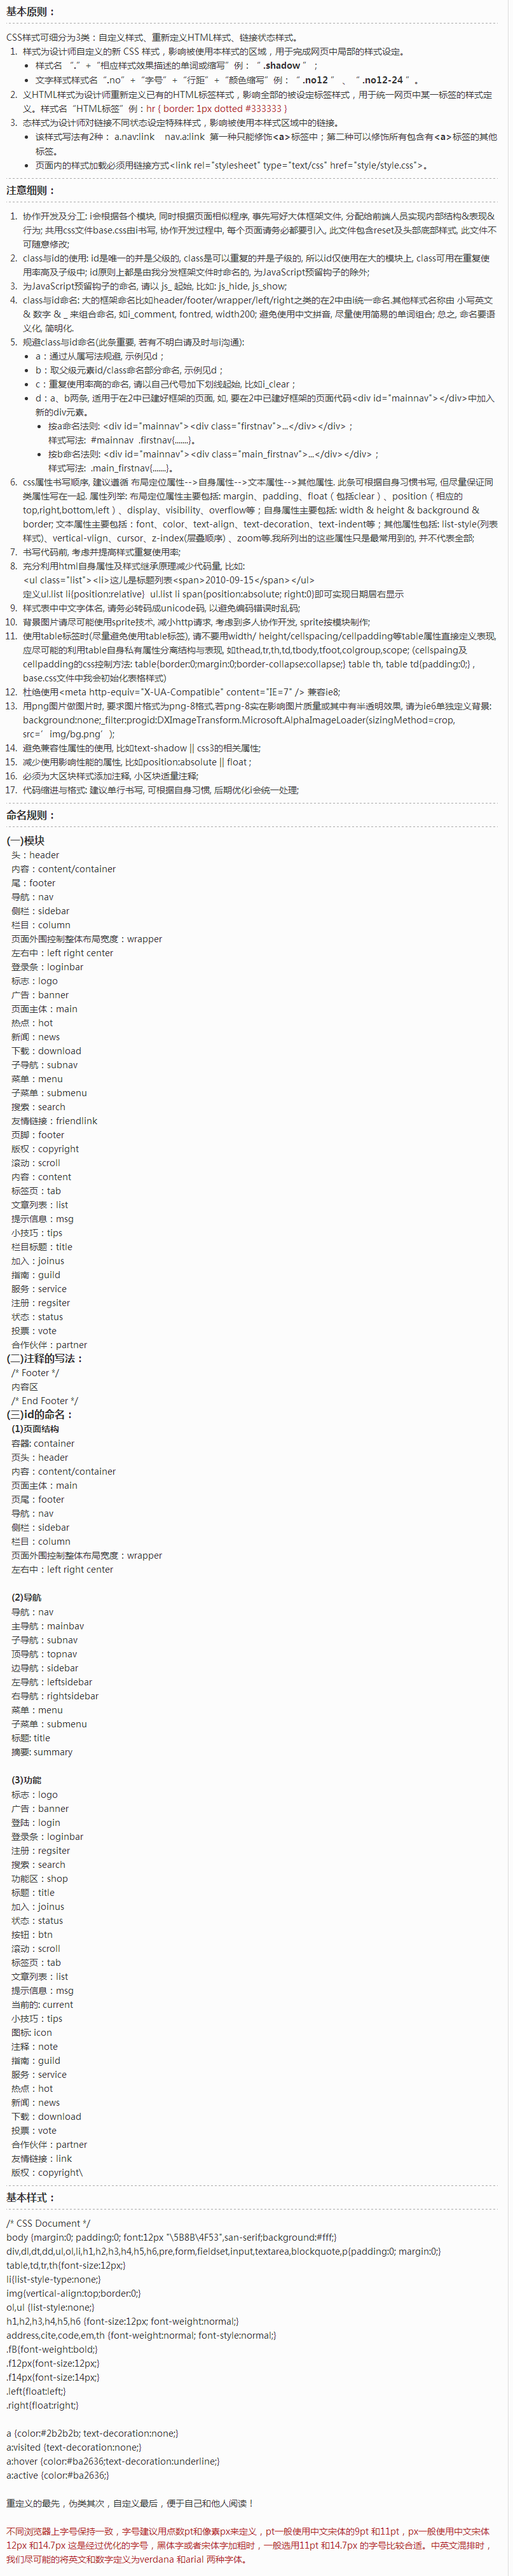 基本原则：
CSS样式可细分为3类：自定义样式、重新定义HTML样式、链接状态样式。
1. 样式为设计师自定义的新 CSS 样式，影响被使用本样式的区域，用于完成网页中局部的样式设定。
• 样式名 “.”+“相应样式效果描述的单词或缩写”例：“ .shadow ”；
• 文字样式样式名“.no”+“字号”+“行距”+“颜色缩写”例：“ .no12 ”、“ .no12-24 ”。
2. 义HTML样式为设计师重新定义已有的HTML标签样式，影响全部的被设定标签样式，用于统一网页中某一标签的样式定
义。样式名“HTML标签”例：hr { border: 1px dotted #333333 }
3. 态样式为设计师对链接不同状态设定特殊样式，影响被使用本样式区域中的链接。
• 该样式写法有2种： a.nav:link nav.a:link 第一种只能修饰<a>标签中；第二种可以修饰所有包含有<a>标签的其他
标签。
• 页面内的样式加载必须用链接方式<link rel="stylesheet" type="text/css" href="style/style.css">。
注意细则：
1. 协作开发及分工: i会根据各个模块, 同时根据页面相似程序, 事先写好大体框架文件, 分配给前端人员实现内部结构&表现&
行为; 共用css文件base.css由i书写, 协作开发过程中, 每个页面请务必都要引入, 此文件包含reset及头部底部样式, 此文件不
可随意修改;
2. class与id的使用: id是唯一的并是父级的, class是可以重复的并是子级的, 所以id仅使用在大的模块上, class可用在重复使
用率高及子级中; id原则上都是由我分发框架文件时命名的, 为JavaScript预留钩子的除外;
3. 为JavaScript预留钩子的命名, 请以 js_ 起始, 比如: js_hide, js_show;
4. class与id命名: 大的框架命名比如header/footer/wrapper/left/right之类的在2中由i统一命名.其他样式名称由 小写英文
& 数字 & _ 来组合命名, 如i_comment, fontred, width200; 避免使用中文拼音, 尽量使用简易的单词组合; 总之, 命名要语
义化, 简明化.
5. 规避class与id命名(此条重要, 若有不明白请及时与i沟通):
• a：通过从属写法规避, 示例见d；
• b：取父级元素id/class命名部分命名, 示例见d；
• c：重复使用率高的命名, 请以自己代号加下划线起始, 比如i_clear；
• d：a、b两条, 适用于在2中已建好框架的页面, 如, 要在2中已建好框架的页面代码<div id="mainnav"></div>中加入
新的div元素。
• 按a命名法则: <div id="mainnav"><div class="firstnav">...</div></div>；
样式写法: #mainnav .firstnav{.......}。
• 按b命名法则: <div id="mainnav"><div class="main_firstnav">...</div></div>；
样式写法: .main_firstnav{.......}。
6. css属性书写顺序, 建议遵循 布局定位属性-->自身属性-->文本属性-->其他属性. 此条可根据自身习惯书写, 但尽量保证同
类属性写在一起. 属性列举: 布局定位属性主要包括: margin、padding、float（包括clear）、position（相应的
top,right,bottom,left）、display、visibility、overflow等；自身属性主要包括: width & height & background &
border; 文本属性主要包括：font、color、text-align、text-decoration、text-indent等；其他属性包括: list-style(列表
样式)、vertical-vlign、cursor、z-index(层叠顺序) 、zoom等.我所列出的这些属性只是最常用到的, 并不代表全部;
7. 书写代码前, 考虑并提高样式重复使用率;
8. 充分利用html自身属性及样式继承原理减少代码量, 比如:
<ul class="list"><li>这儿是标题列表<span>2010-09-15</span></ul>
定义ul.list li{position:relative} ul.list li span{position:absolute; right:0}即可实现日期居右显示
9. 样式表中中文字体名, 请务必转码成unicode码, 以避免编码错误时乱码;
10. 背景图片请尽可能使用sprite技术, 减小http请求, 考虑到多人协作开发, sprite按模块制作;
11. 使用table标签时(尽量避免使用table标签), 请不要用width/ height/cellspacing/cellpadding等table属性直接定义表现,
应尽可能的利用table自身私有属性分离结构与表现, 如thead,tr,th,td,tbody,tfoot,colgroup,scope; (cellspaing及
cellpadding的css控制方法: table{border:0;margin:0;border-collapse:collapse;} table th, table td{padding:0;} ,
base.css文件中我会初始化表格样式)
12. 杜绝使用<meta http-equiv="X-UA-Compatible" content="IE=7" /> 兼容ie8;
13. 用png图片做图片时, 要求图片格式为png-8格式,若png-8实在影响图片质量或其中有半透明效果, 请为ie6单独定义背景:
background:none;_filter:progid:DXImageTransform.Microsoft.AlphaImageLoader(sizingMethod=crop,
src=’img/bg.png’);
14. 避免兼容性属性的使用, 比如text-shadow || css3的相关属性;
15. 减少使用影响性能的属性, 比如position:absolute || float ;
16. 必须为大区块样式添加注释, 小区块适量注释;
17. 代码缩进与格式: 建议单行书写, 可根据自身习惯, 后期优化i会统一处理;
命名规则：
(一)模块
头：header
内容：content/container
尾：footer
导航：nav
侧栏：sidebar
栏目：column
页面外围控制整体布局宽度：wrapper
左右中：left right center
登录条：loginbar
标志：logo
广告：banner
页面主体：main
热点：hot
新闻：news
下载：download
子导航：subnav
菜单：menu
子菜单：submenu
搜索：search
友情链接：friendlink
页脚：footer
版权：copyright
滚动：scroll
内容：content
标签页：tab
文章列表：list
提示信息：msg
小技巧：tips
栏目标题：title
加入：joinus
指南：guild
服务：service
注册：regsiter
状态：status
投票：vote
合作伙伴：partner
(二)注释的写法：
/* Footer */
内容区
/* End Footer */
(三)id的命名：
(1)页面结构
容器: container
页头：header
内容：content/container
页面主体：main
页尾：footer
导航：nav
侧栏：sidebar
栏目：column
页面外围控制整体布局宽度：wrapper
左右中：left right center
(2)导航
导航：nav
主导航：mainbav
子导航：subnav
顶导航：topnav
边导航：sidebar
左导航：leftsidebar
右导航：rightsidebar
菜单：menu
子菜单：submenu
标题: title
摘要: summary
(3)功能
标志：logo
广告：banner
登陆：login
登录条：loginbar
注册：regsiter
搜索：search
功能区：shop
标题：title
加入：joinus
状态：status
按钮：btn
滚动：scroll
标签页：tab
文章列表：list
提示信息：msg
当前的: current
小技巧：tips
图标: icon
注释：note
指南：guild
服务：service
热点：hot
新闻：news
下载：download
投票：vote
合作伙伴：partner
友情链接：link
版权：copyright\
基本样式：
/* CSS Document */
body {margin:0; padding:0; font:12px "\5B8B\4F53",san-serif;background:#fff;}
div,dl,dt,dd,ul,ol,li,h1,h2,h3,h4,h5,h6,pre,form,fieldset,input,textarea,blockquote,p{padding:0; margin:0;}
table,td,tr,th{font-size:12px;}
li{list-style-type:none;}
img{vertical-align:top;border:0;}
ol,ul {list-style:none;}
h1,h2,h3,h4,h5,h6 {font-size:12px; font-weight:normal;}
address,cite,code,em,th {font-weight:normal; font-style:normal;}
.fB{font-weight:bold;}
.f12px{font-size:12px;}
.f14px{font-size:14px;}
.left{float:left;}
.right{float:right;}
a {color:#2b2b2b; text-decoration:none;}
a:visited {text-decoration:none;}
a:hover {color:#ba2636;text-decoration:underline;}
a:active {color:#ba2636;}
重定义的最先，伪类其次，自定义最后，便于自己和他人阅读！
不同浏览器上字号保持一致，字号建议用点数pt和像素px来定义，pt一般使用中文宋体的9pt 和11pt，px一般使用中文宋体
12px 和14.7px 这是经过优化的字号，黑体字或者宋体字加粗时，一般选用11pt 和14.7px 的字号比较合适。中英文混排时，
我们尽可能的将英文和数字定义为verdana 和arial 两种字体。